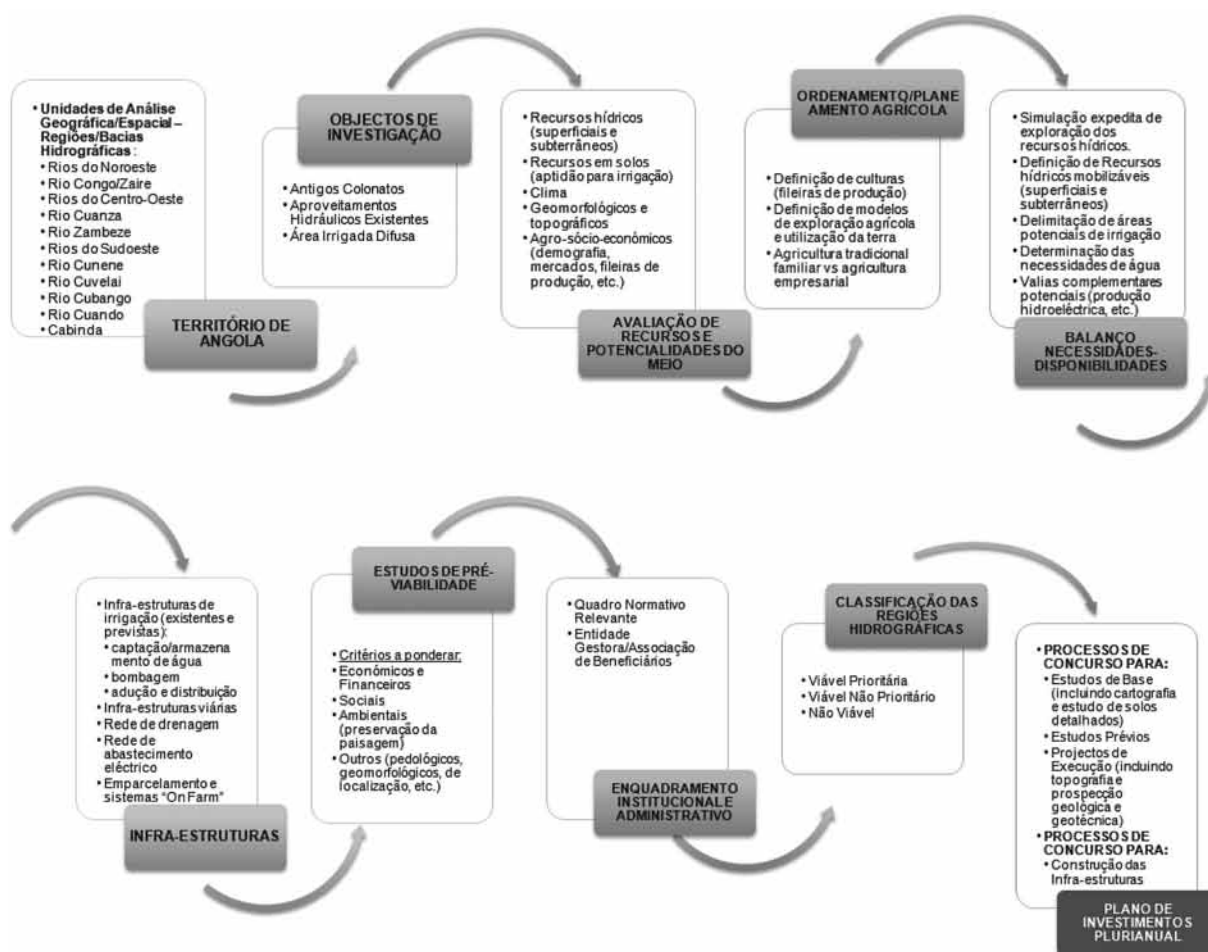 • Unidades de Análise
Geográfica/Espacial –
Regiões/Bacias
Hidrográficas :
• Rios do Noroeste
• Rio Congo/Zaire
• Rios do Centro-Oeste
• Rio Cuanza
• Rio Zambeze
• Rios do Sudoeste
• Rio Cunene
• Rio Cuvelai
• Rio Cubango
• Rio Cuando
• Cabinda
TERRITÓRIO DE
ANGOLA
OBJECTOS DE
INVESTIGAÇÃO
• Antigos Colonatos
• Aproveitamentos
Hidráulicos Existentes
• Área Irrigada Difusa
• Recursos hídricos
(superficiais e
subterrâneos)
• Recursos em solos
(aptidão para irrigação)
• Clima
• Geomorfológicos e
topográficos
• Agro-sócio-económicos
(demografia,
mercados, fileiras de
produção, etc.)
AVALIAÇÃO DE
RECURSOS E
POTENCIALIDADES DO
MEIO
ORDENAMENTO/PLANE
AMENTO AGRÍCOLA
• Definição de culturas
(fileiras de produção)
• Definição de modelos
de exploração agrícola
e utilização da terra
• Agricultura tradicional
familiar vs agricultura
empresarial
• Simulação expedita de
exploração dos
recursos hídricos.
• Definição de Recursos
hídricos mobilizáveis
(superficiais e
subterrâneos)
• Delimitação de áreas
potenciais de irrigação
• Determinação das
necessidades de água
• Valias complementares
potenciais (produção
hidroeléctrica, etc.)
BALANÇO
NECESSIDADES-
DISPONIBILIDADES
• Infra-estruturas de
irrigação (existentes e
previstas):
• captação/armazena
mento de água
• bombagem
• adução e distribuição
• Infra-estruturas viárias
• Rede de drenagem
• Rede de
abastecimento
eléctrico
• Emparcelamento e
sistemas "On Farm"
INFRA-ESTRUTURAS
ESTUDOS DE PRÉ-
VIABILIDADE
• Critérios a ponderar:
• Económicos e
Financeiros
• Sociais
• Ambientais
(preservação da
paisagem)
• Outros (pedológicos,
geomorfológicos, de
localização, etc.)
• Quadro Normativo
Relevante
• Entidade
Gestora/Associação de
Beneficiários
ENQUADRAMENTO
INSTITUCIONAL E
ADMINISTRATIVO
CLASSIFICAÇÃO DAS
REGIÕES
HIDROGRÁFICAS
• Viável Prioritária
• Viável Não Prioritário
• Não Viável
• PROCESSOS DE
CONCURSO PARA:
• Estudos de Base
(incluindo cartografia
e estudo de solos
detalhados)
• Estudos Prévios
• Projectos de
Execução (incluindo
topografia e
prospecção
geológica e
geotécnica)
• PROCESSOS DE
CONCURSO PARA:
• Construção das
Infra-estruturas
PLANO DE
INVESTIMENTOS
PLURIANUAL